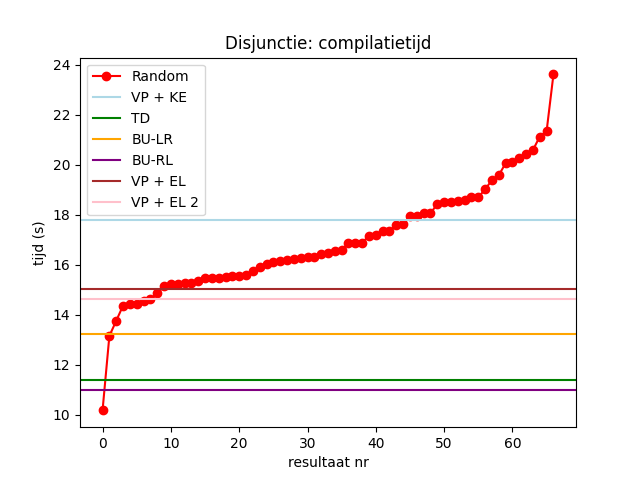 Disjunctie: compilatietijd
Random
VP + KE
TD
BU-LR
BU-RL
VP + EL
VP + EL 2
tijd (s)
24
22
20
18
16
14
12
10
0 10 20 30 40 50 60
resultaat nr